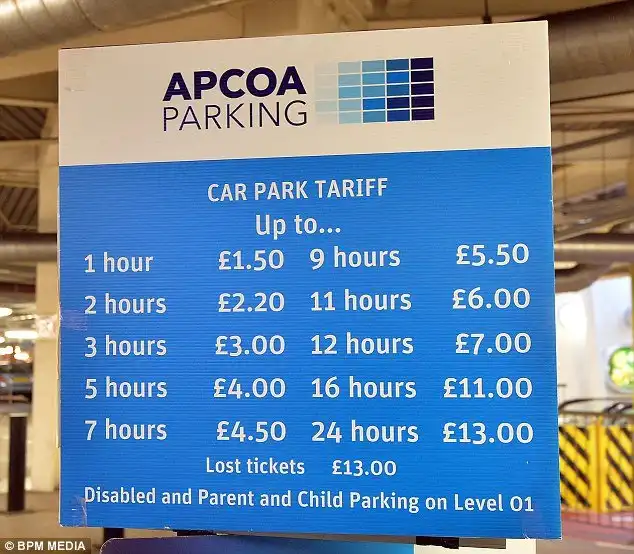 APCOA
PARKING
CAR PARK TARIFF
Up to...
1 hour £1.50 9 hours £5.50
2 hours £2.20 11 hours £6.00
3 hours £3.00 12 hours £7.00
5 hours £4.00 16 hours £11.00
7 hours £4.50 24 hours £13.00
Lost tickets £13.00
Disabled and Parent and Child Parking on Level 01
© BPM MEDIA